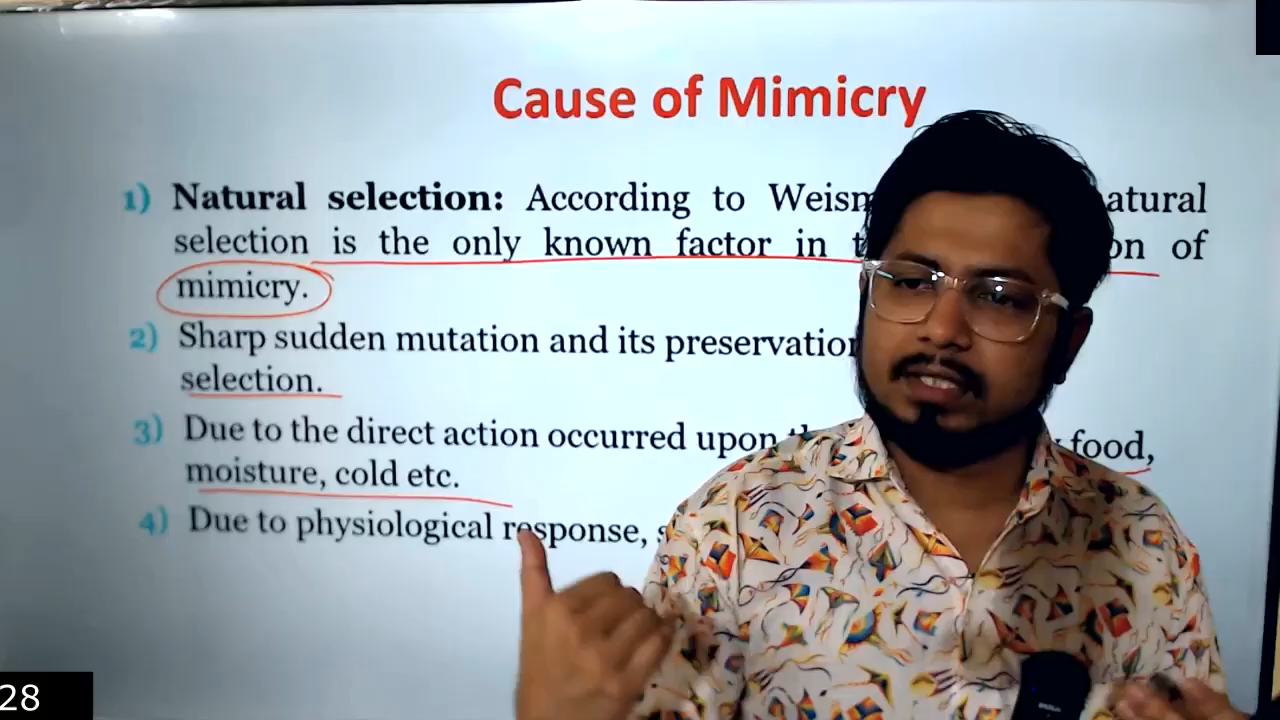 Cause of Mimicry
1) Natural selection: According to atural
selection is the only known factor in on of
mimicry.
2) Sharp sudden mutation and its
selection.
3) Due to the direct action occurred upon food,
moisture, cold etc.
4) Due to physiological response,
28